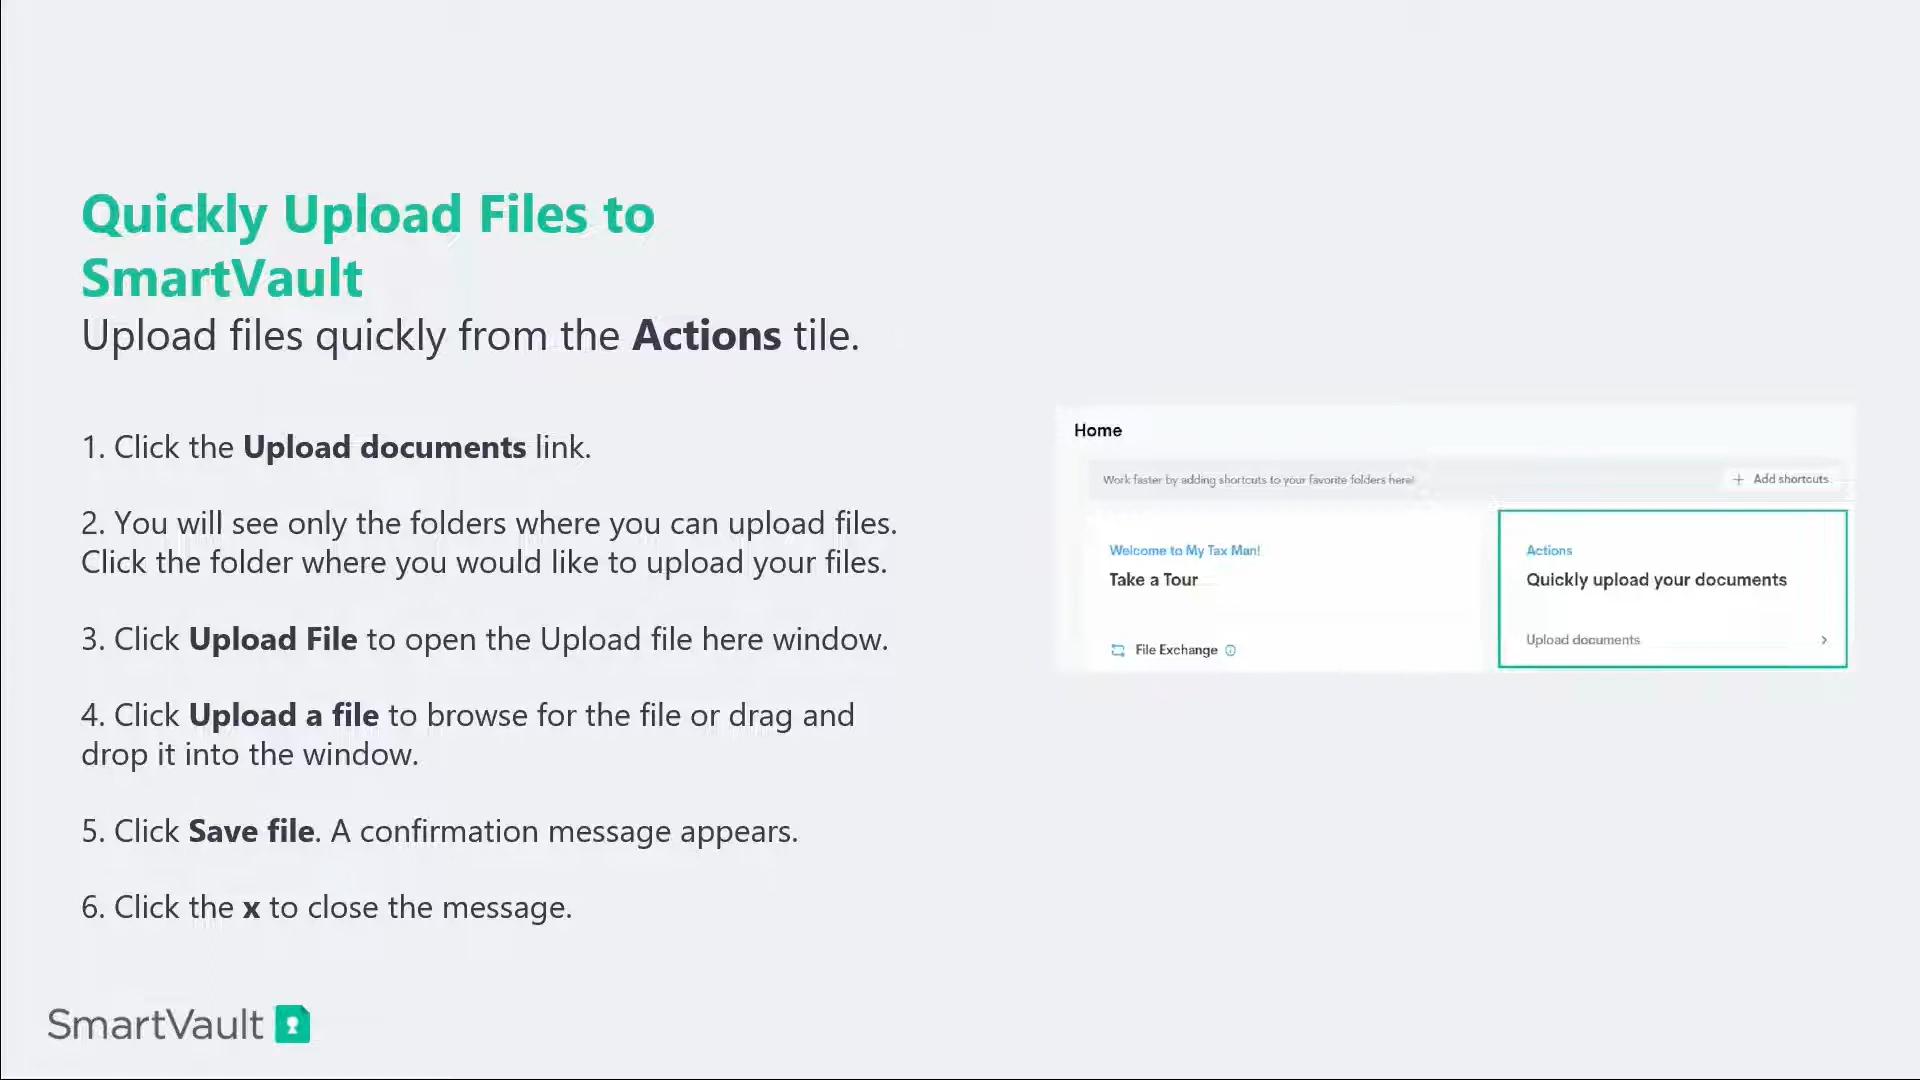 Quickly Upload Files to
SmartVault
Upload files quickly from the Actions tile.
1. Click the Upload documents link.
2. You will see only the folders where you can upload files.
Click the folder where you would like to upload your files.
3. Click Upload File to open the Upload file here window.
4. Click Upload a file to browse for the file or drag and
drop it into the window.
5. Click Save file. A confirmation message appears.
6. Click the x to close the message.
SmartVault
Home
Work faster by adding shortcuts to your favorite folders here!
+ Add shortcuts
Welcome to My Tax Man!
Take a Tour
File Exchange
Actions
Quickly upload your documents
Upload documents